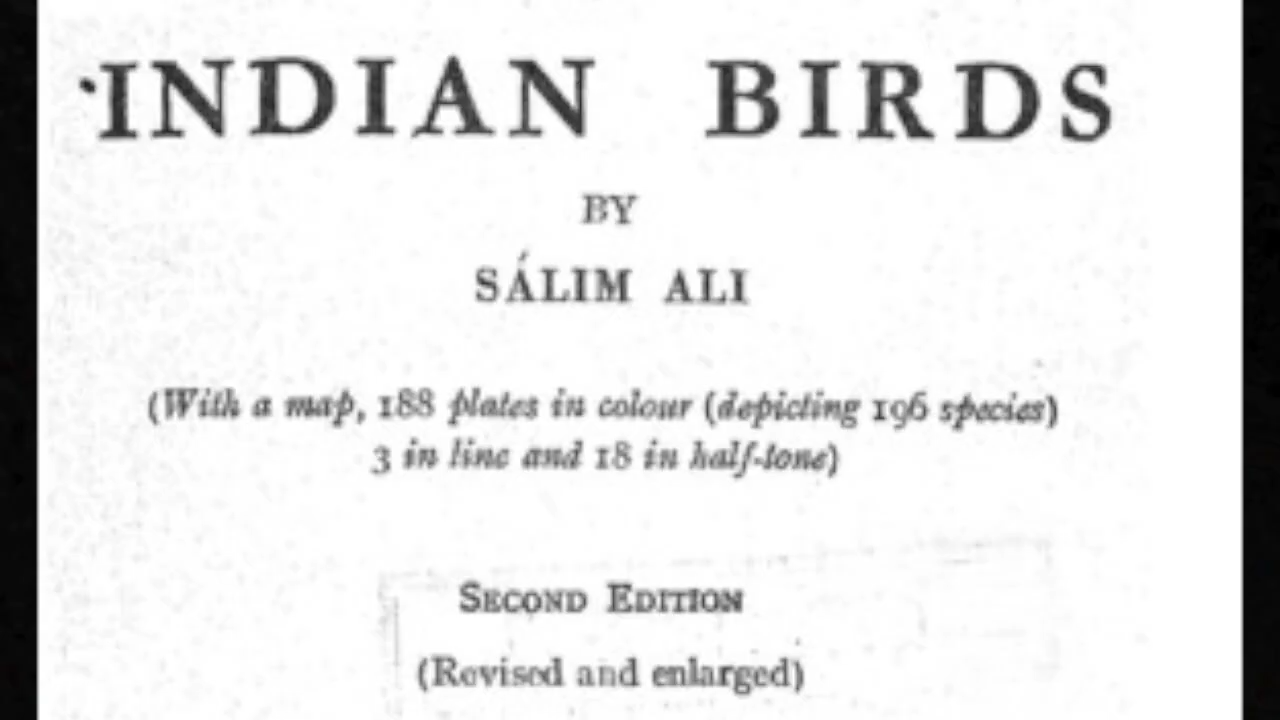 INDIAN BIRDS
BY
SÁLIM ALI
(With a map, 188 plates in colour (depicting 196 species)
3 in line and 18 in half-tone)
SECOND EDITION
(Revised and enlarged)